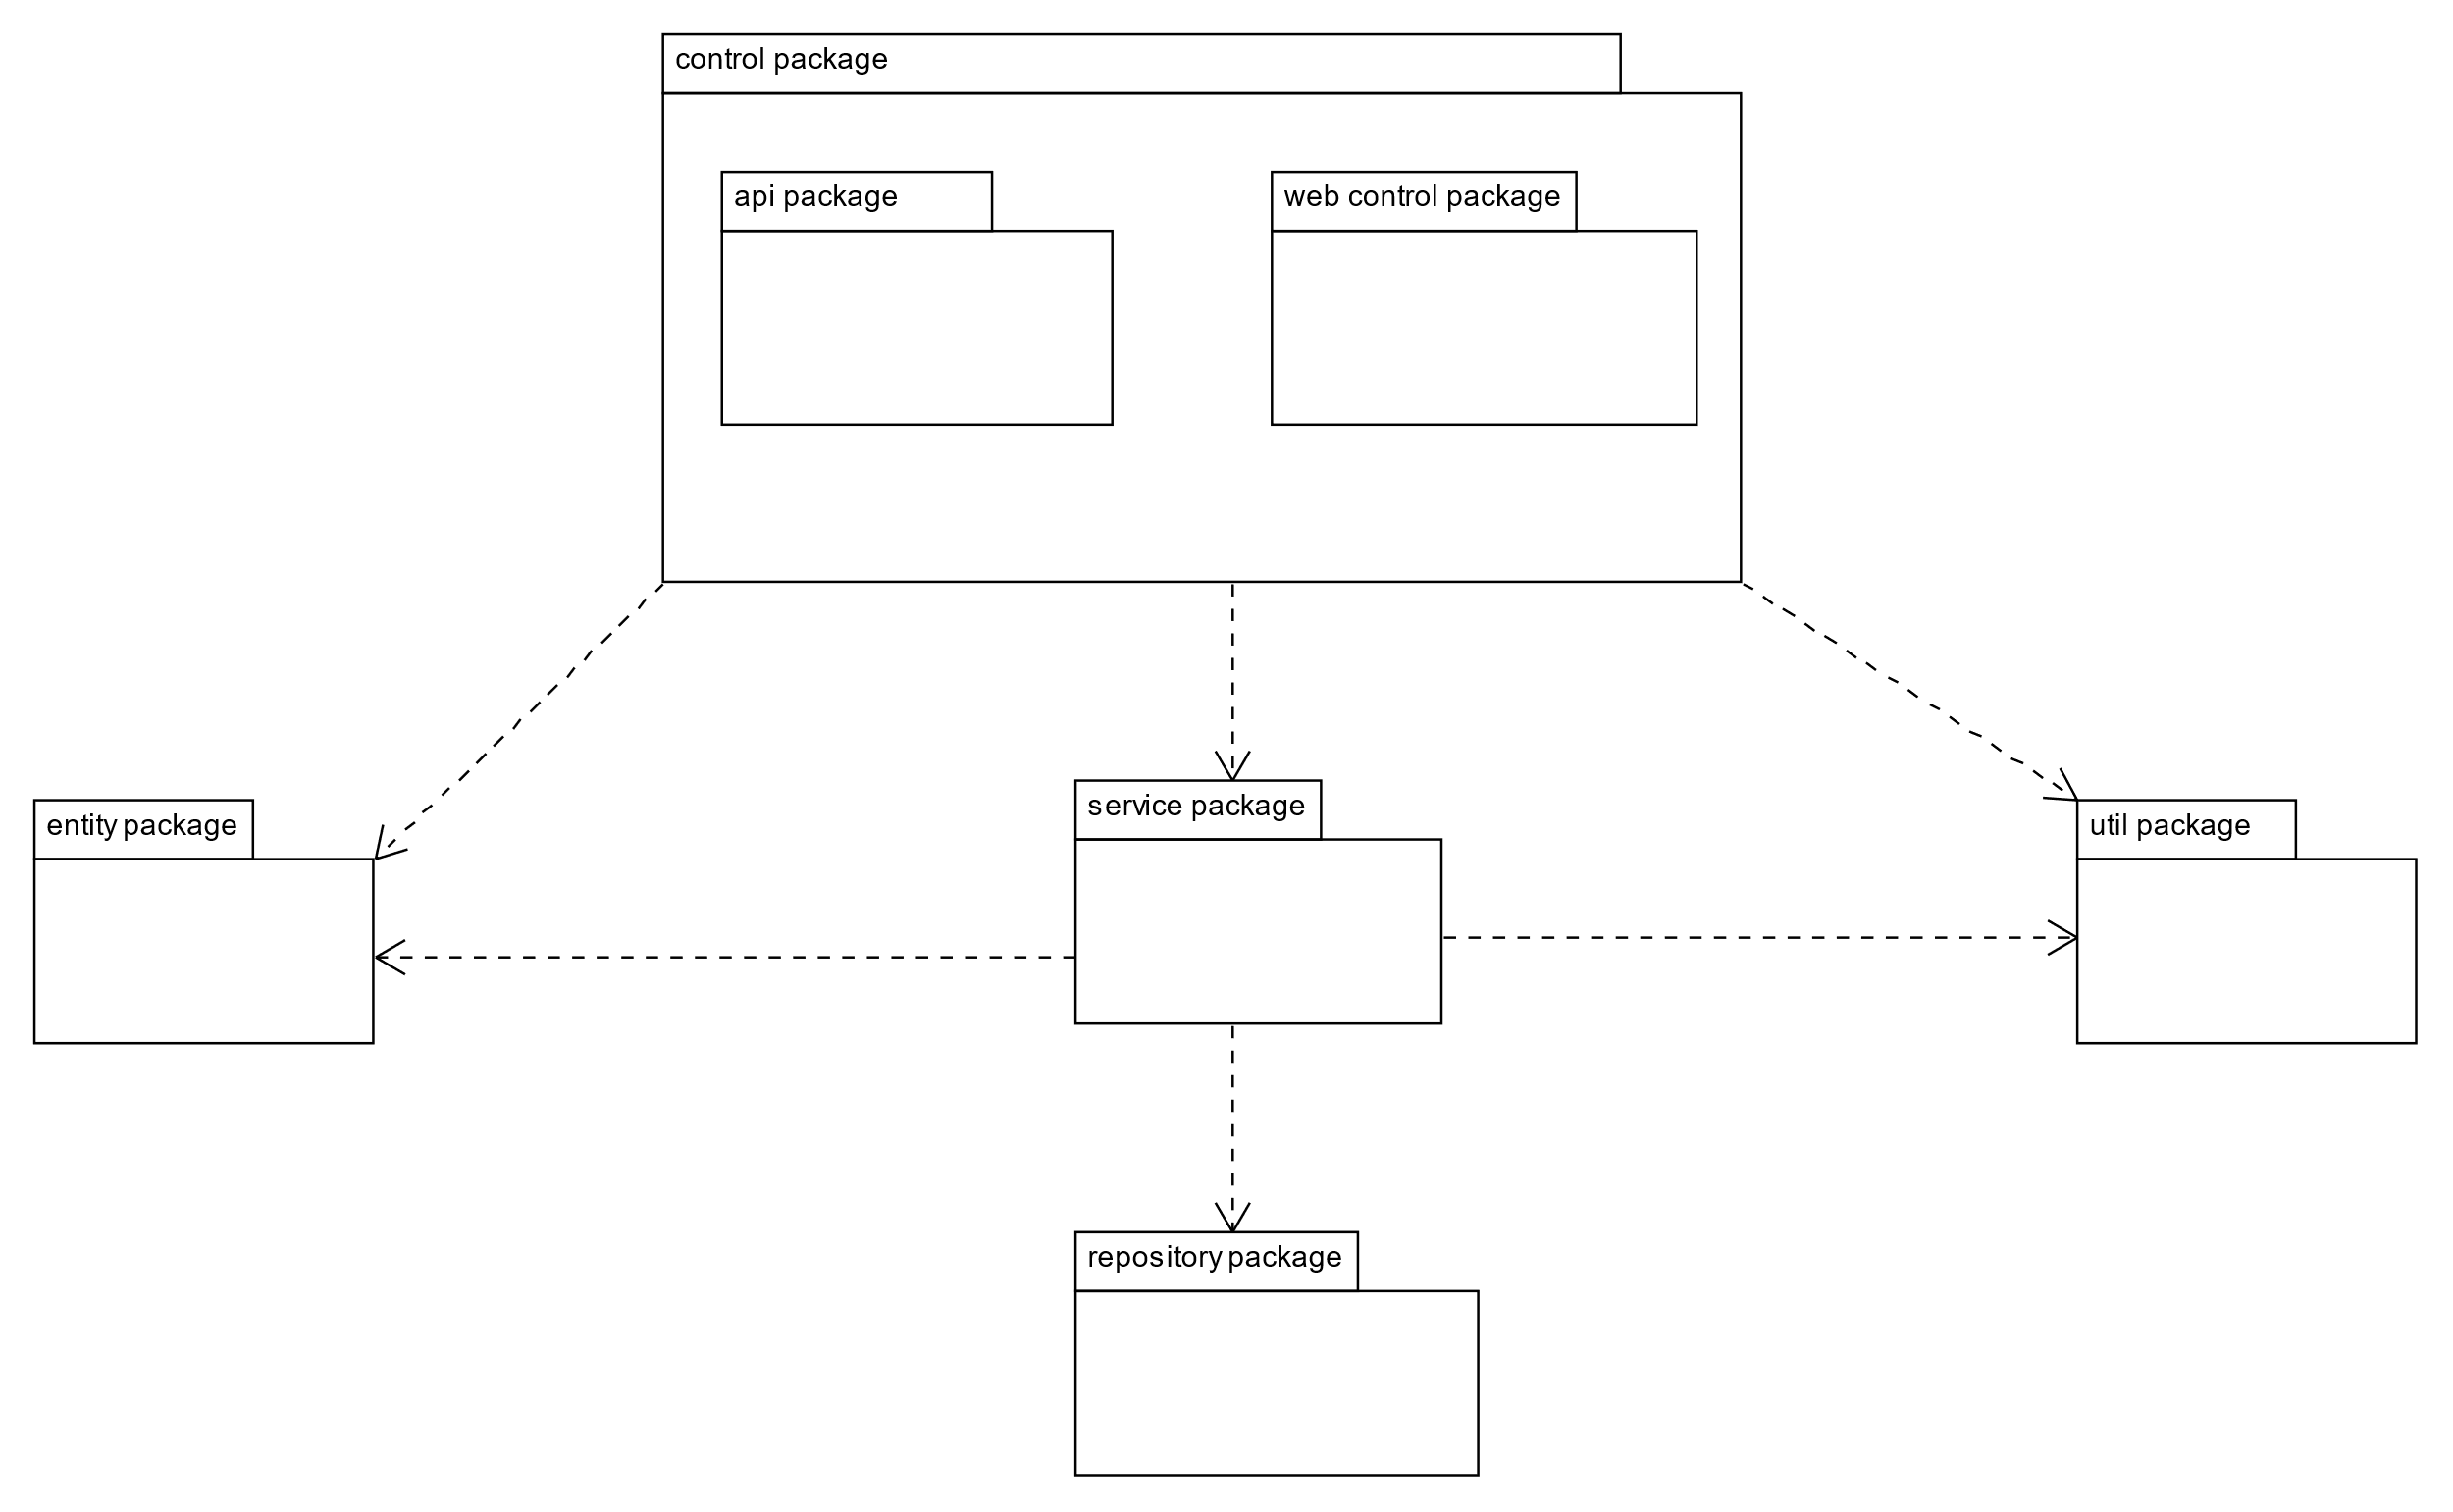 control package
api package
web control package
service package
entity package
util package
repository package